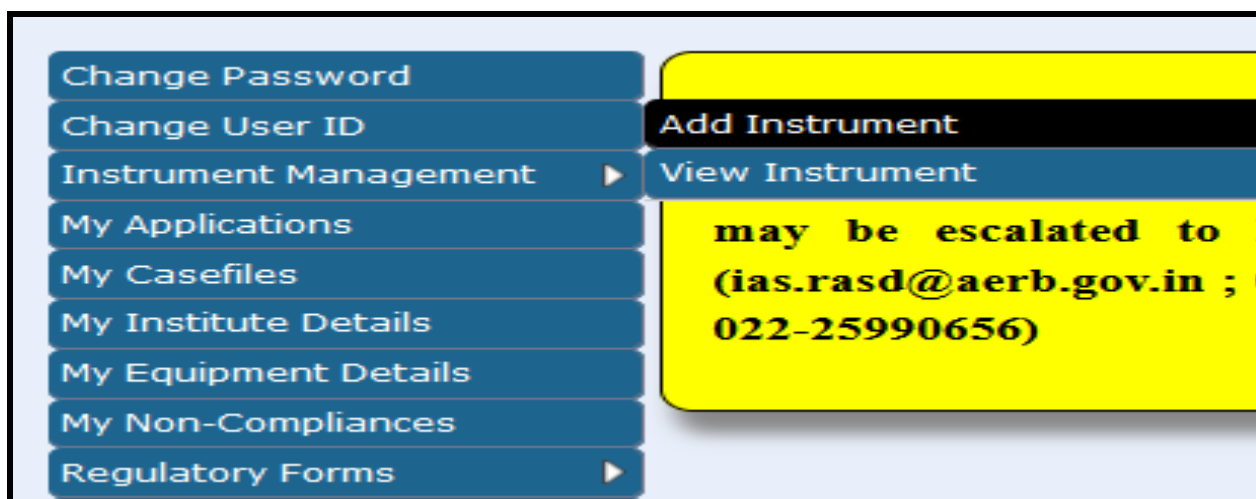 Change Password
Change User ID
Instrument Management
My Applications
My Casefiles
My Institute Details
My Equipment Details
My Non-Compliances
Regulatory Forms
Add Instrument
View Instrument
may be escalated to
(ias.rasd@aerb.gov.in ;
022-25990656)